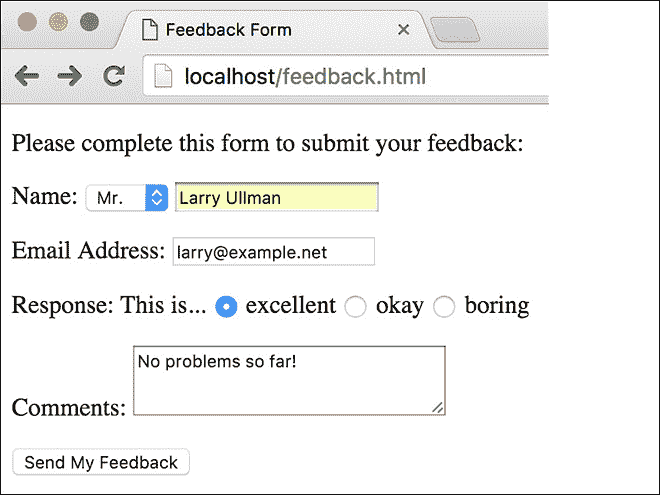 Feedback Form
localhost/feedback.html
Please complete this form to submit your feedback:
Name: Mr. Larry Ullman
Email Address: larry@example.net
Response: This is... excellent okay boring
No problems so far!
Comments:
Send My Feedback